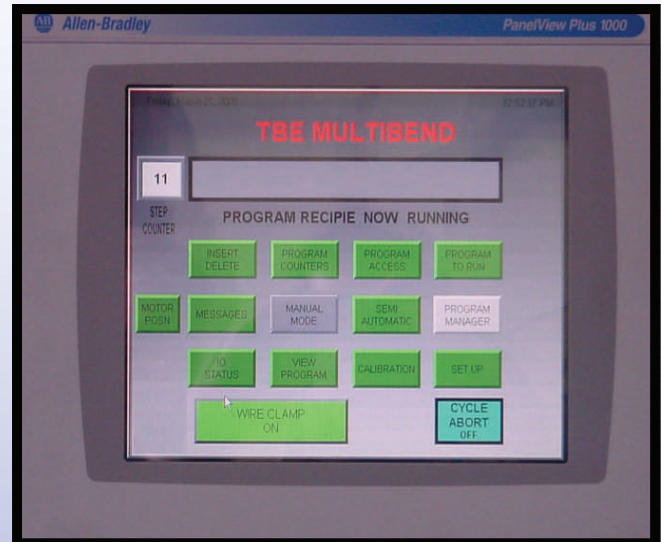 AB Allen-Bradley
PanelView Plus 1000
TBE MULTIBEND
11
STEP
COUNTER
PROGRAM RECIPIE NOW RUNNING
INSERT
DELETE
PROGRAM
COUNTERS
PROGRAM
ACCESS
PROGRAM
TO RUN
MOTOR
POSN
MESSAGES
MANUAL
MODE
SEMI
AUTOMATIC
PROGRAM
MANAGER
IO
STATUS
VIEW
PROGRAM
CALIBRATION
SET UP
WIRE CLAMP
ON
CYCLE
ABORT
OFF